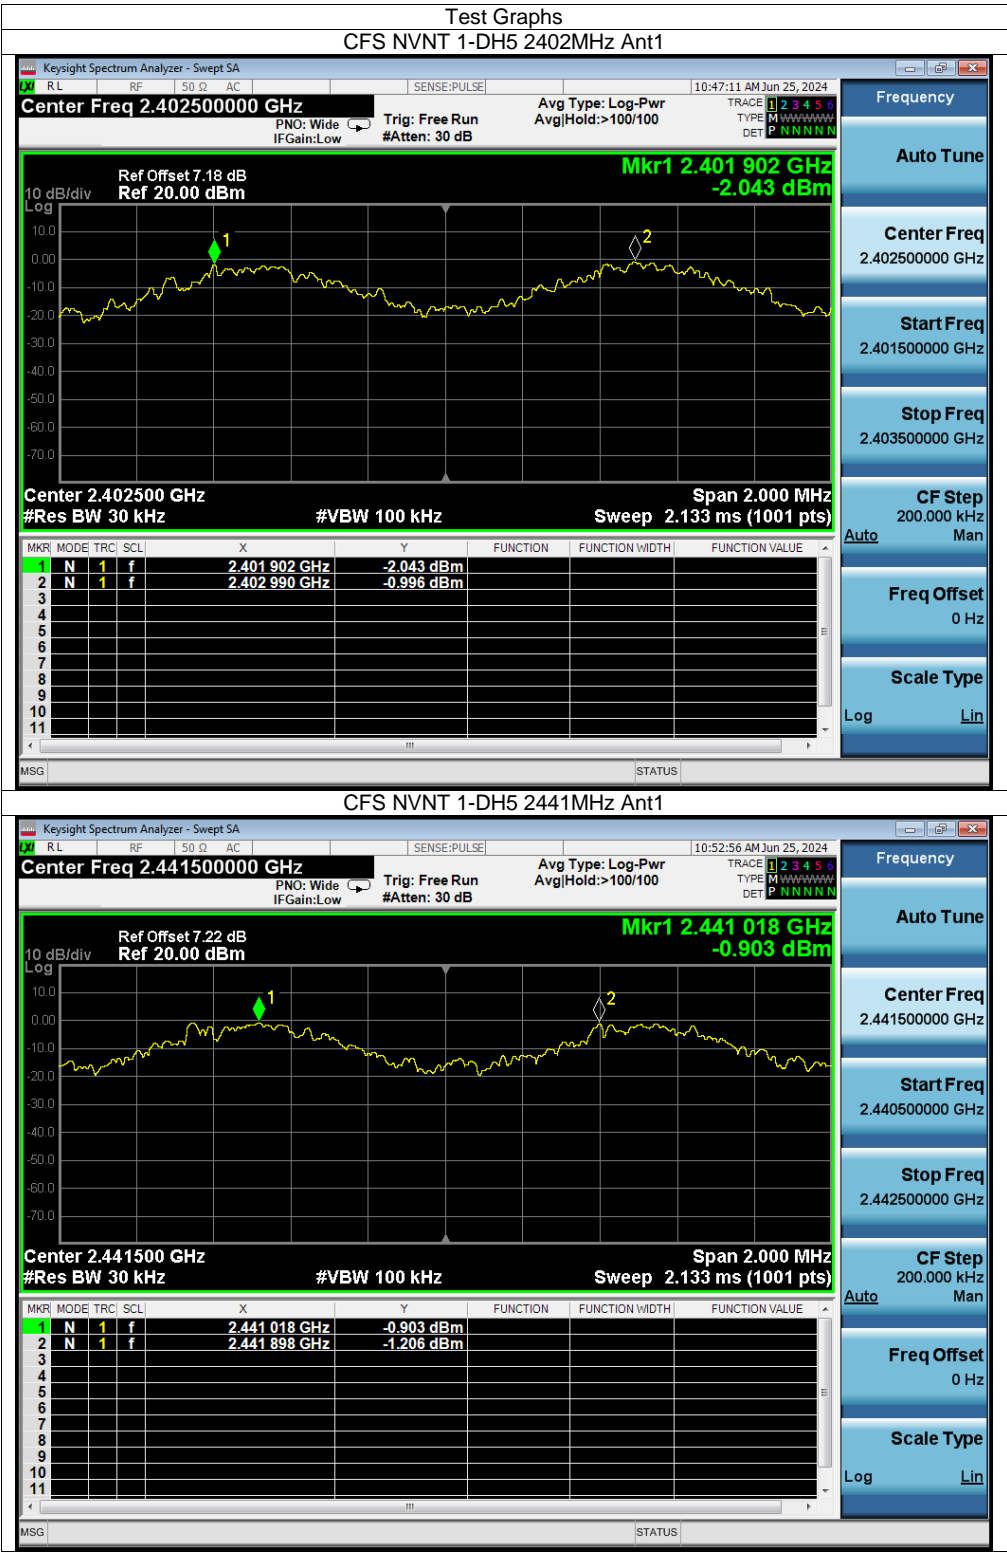 Test Graphs
CFS NVNT 1-DH5 2402MHz Ant1
Keysight Spectrum Analyzer - Swept SA
LXI RL RF 50 Ω AC SENSE:PULSE 10:47:11 AM Jun 25, 2024
Center Freq 2.402500000 GHz Avg Type: Log-Pwr TRACE 1 2 3 4 5 6
PNO: Wide Trig: Free Run Avg|Hold:>100/100 TYPE M WWWWW
IFGain:Low #Atten: 30 dB DET P N N N N N
Mkr1 2.401 902 GHz
-2.043 dBm
Ref Offset 7.18 dB
10 dB/div Ref 20.00 dBm
Log
10.0
0.00
-10.0
-20.0
-30.0
-40.0
-50.0
-60.0
-70.0
1
2
Center 2.402500 GHz Span 2.000 MHz
#Res BW 30 kHz #VBW 100 kHz Sweep 2.133 ms (1001 pts)
MKR MODE TRC SCL X Y FUNCTION FUNCTION WIDTH FUNCTION VALUE
1 N 1 f 2.401 902 GHz -2.043 dBm
2 N 1 f 2.402 990 GHz -0.996 dBm
3
4
5
6
7
8
9
10
11
MSG STATUS
Frequency
Auto Tune
Center Freq
2.402500000 GHz
Start Freq
2.401500000 GHz
Stop Freq
2.403500000 GHz
CF Step
200.000 kHz
Auto Man
Freq Offset
0 Hz
Scale Type
Log Lin
CFS NVNT 1-DH5 2441MHz Ant1
Keysight Spectrum Analyzer - Swept SA
LXI RL RF 50 Ω AC SENSE:PULSE 10:52:56 AM Jun 25, 2024
Center Freq 2.441500000 GHz Avg Type: Log-Pwr TRACE 1 2 3 4 5 6
PNO: Wide Trig: Free Run Avg|Hold:>100/100 TYPE M WWWWW
IFGain:Low #Atten: 30 dB DET P N N N N N
Mkr1 2.441 018 GHz
-0.903 dBm
Ref Offset 7.22 dB
10 dB/div Ref 20.00 dBm
Log
10.0
0.00
-10.0
-20.0
-30.0
-40.0
-50.0
-60.0
-70.0
1
2
Center 2.441500 GHz Span 2.000 MHz
#Res BW 30 kHz #VBW 100 kHz Sweep 2.133 ms (1001 pts)
MKR MODE TRC SCL X Y FUNCTION FUNCTION WIDTH FUNCTION VALUE
1 N 1 f 2.441 018 GHz -0.903 dBm
2 N 1 f 2.441 898 GHz -1.206 dBm
3
4
5
6
7
8
9
10
11
MSG STATUS
Frequency
Auto Tune
Center Freq
2.441500000 GHz
Start Freq
2.440500000 GHz
Stop Freq
2.442500000 GHz
CF Step
200.000 kHz
Auto Man
Freq Offset
0 Hz
Scale Type
Log Lin